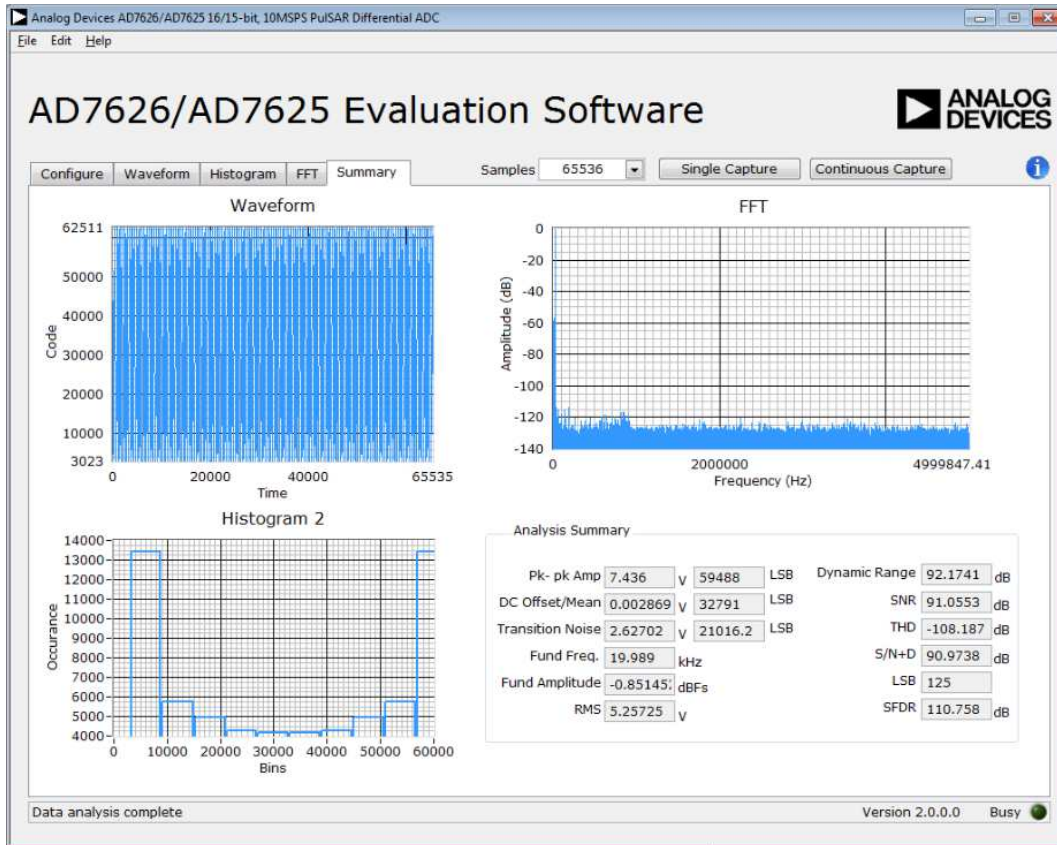 Analog Devices AD7626/AD7625 16/15-bit, 10MSPS PulSAR Differential ADC
File Edit Help
AD7626/AD7625 Evaluation Software
ANALOG
DEVICES
Configure Waveform Histogram FFT Summary
Samples 65536 Single Capture Continuous Capture i
Waveform
62511
50000
40000
30000
20000
10000
3023
Code
0 20000 40000 65535
Time
FFT
0
-20
-40
-60
-80
-100
-120
-140
Amplitude (dB)
0 2000000 4999847.41
Frequency (Hz)
Histogram 2
14000
13000
12000
11000
10000
9000
8000
7000
6000
5000
4000
Occurance
0 10000 20000 30000 40000 50000 60000
Bins
Analysis Summary
Pk- pk Amp 7.436 V 59488 LSB
DC Offset/Mean 0.002869 V 32791 LSB
Transition Noise 2.62702 V 21016.2 LSB
Fund Freq. 19.989 kHz
Fund Amplitude -0.85145 dBFs
RMS 5.25725 V
Dynamic Range 92.1741 dB
SNR 91.0553 dB
THD -108.187 dB
S/N+D 90.9738 dB
LSB 125
SFDR 110.758 dB
Data analysis complete
Version 2.0.0.0 Busy